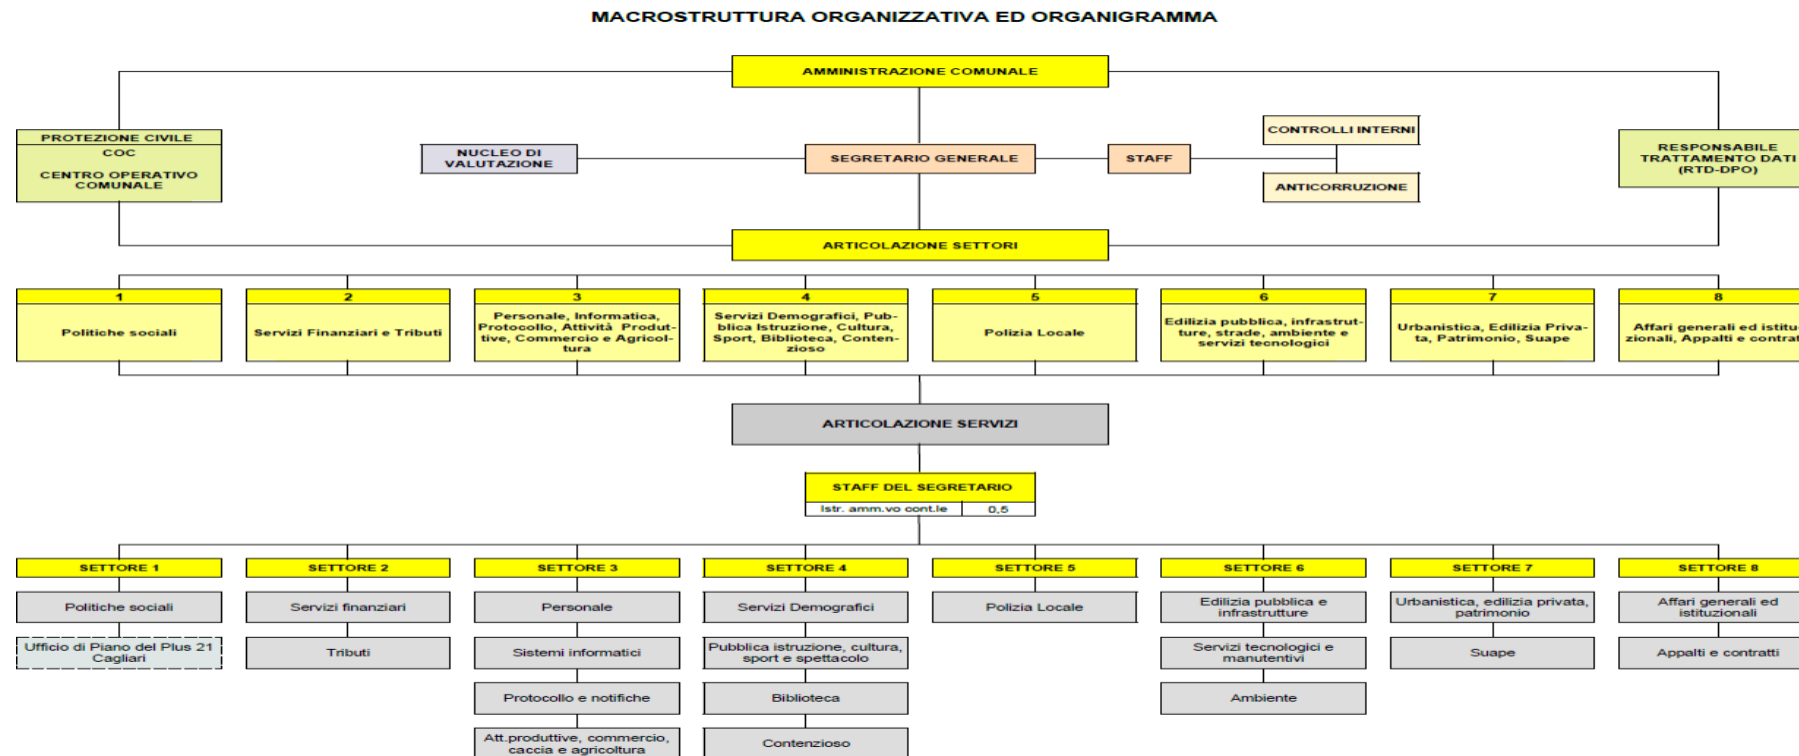 MACROSTRUTTURA ORGANIZZATIVA ED ORGANIGRAMMA
AMMINISTRAZIONE COMUNALE
PROTEZIONE CIVILE
COC
CENTRO OPERATIVO
COMUNALE
NUCLEO DI
VALUTAZIONE
SEGRETARIO GENERALE
STAFF
CONTROLLI INTERNI
ANTICORRUZIONE
RESPONSABILE
TRATTAMENTO DATI
(RTD-DPO)
ARTICOLAZIONE SETTORI
1
Politiche sociali
2
Servizi Finanziari e Tributi
3
Personale, Informatica,
Protocollo, Attività Produt-
tive, Commercio e Agricol-
tura
4
Servizi Demografici, Pub-
blica Istruzione, Cultura,
Sport, Biblioteca, Conten-
zioso
5
Polizia Locale
6
Edilizia pubblica, infrastrut-
ture, strade, ambiente e
servizi tecnologici
7
Urbanistica, Edilizia Priva-
ta, Patrimonio, Suape
8
Affari generali ed istitu-
zionali, Appalti e
ARTICOLAZIONE SERVIZI
STAFF DEL SEGRETARIO
Istr. amm.vo cont.le 0,5
SETTORE 1
Politiche sociali
Ufficio di Piano del Plus 21
Cagliari
SETTORE 2
Servizi finanziari
Tributi
SETTORE 3
Personale
Sistemi informatici
Protocollo e notifiche
Att.produttive, commercio,
caccia e agricoltura
SETTORE 4
Servizi Demografici
Pubblica istruzione, cultura,
sport e spettacolo
Biblioteca
Contenzioso
SETTORE 5
Polizia Locale
SETTORE 6
Edilizia pubblica e
infrastrutture
Servizi tecnologici e
manutentivi
Ambiente
SETTORE 7
Urbanistica, edilizia privata,
patrimonio
Suape
SETTORE 8
Affari generali ed
istituzionali
Appalti e contratti